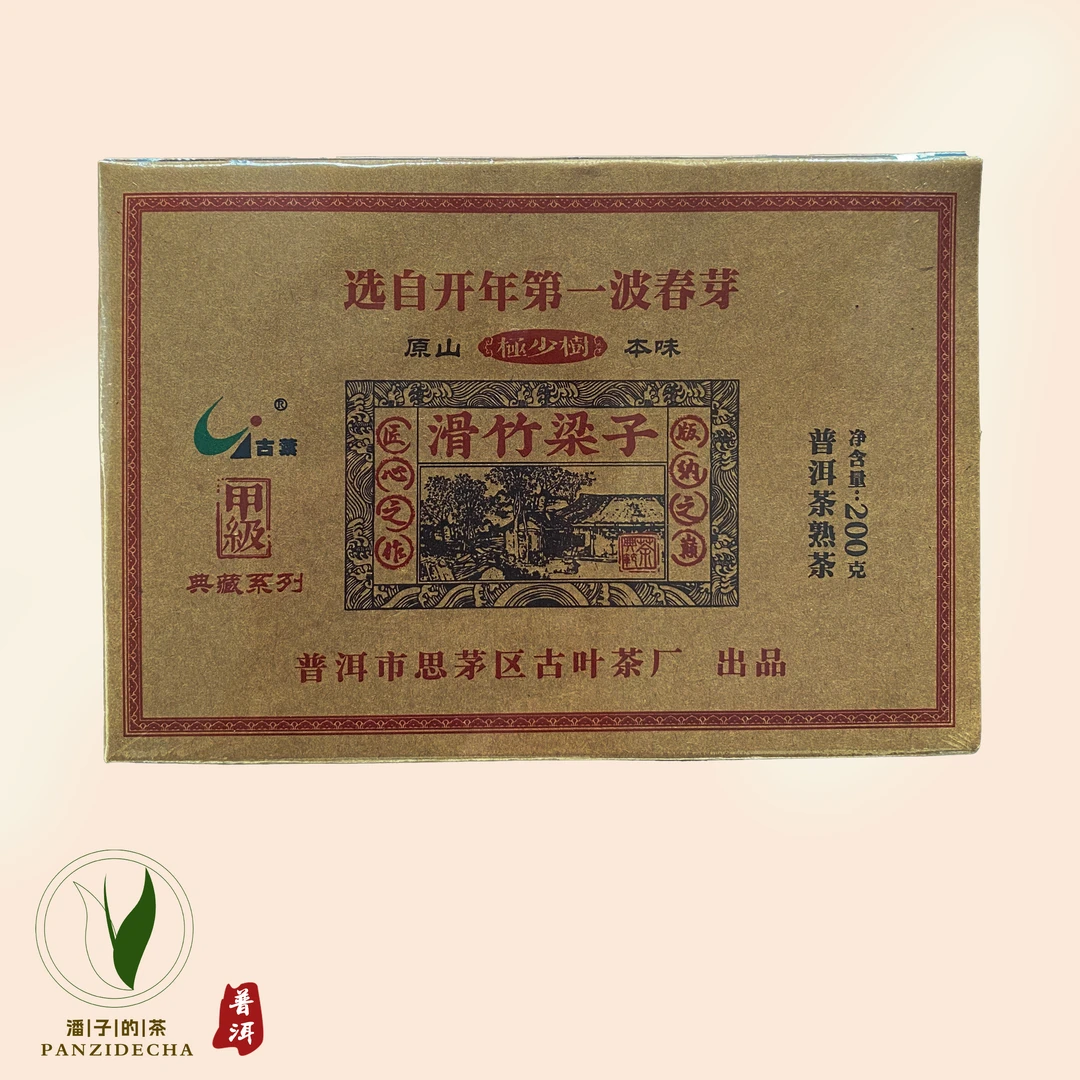 选自开年第一波春芽
原山 極少樹 本味
滑竹梁子
匠心之作
版纳之巅
古葉®
甲級
典藏系列
普洱茶熟茶
净含量：200克
普洱市思茅区古叶茶厂 出品
潘|子|的|茶
PANZIDECHA
普洱